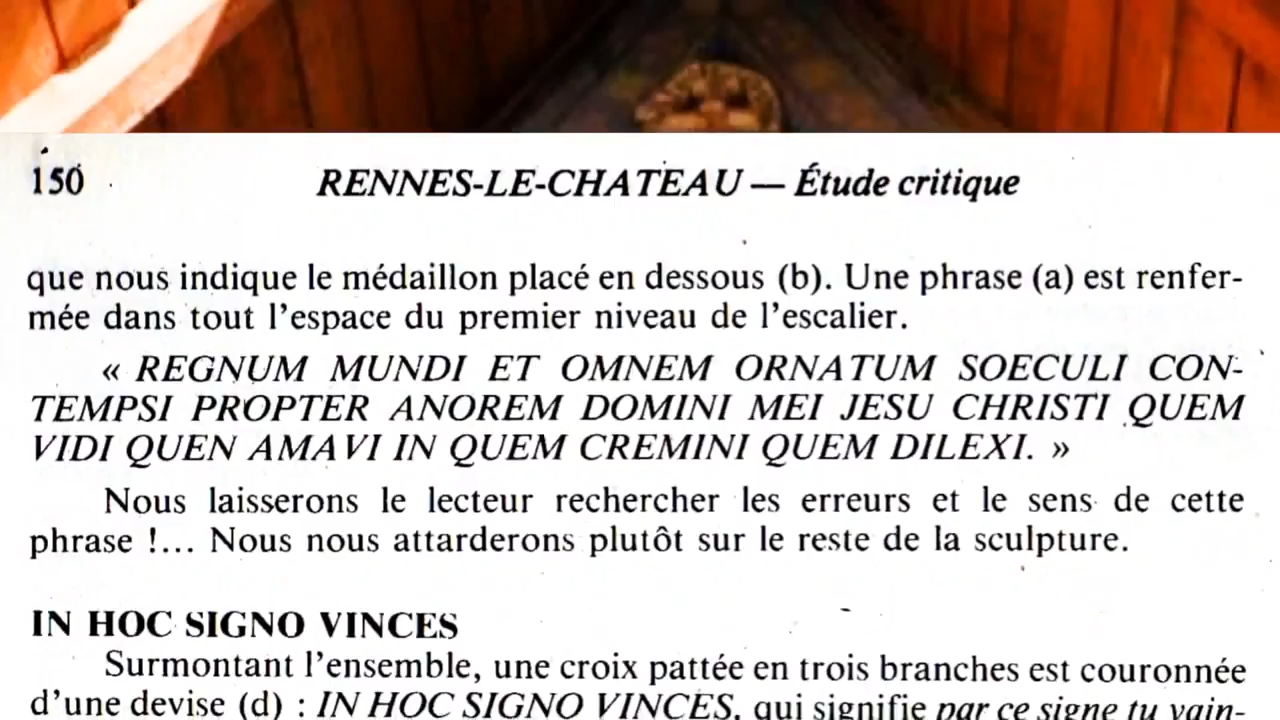 150 RENNES-LE-CHATEAU — Étude critique
que nous indique le médaillon placé en dessous (b). Une phrase (a) est renfer-
mée dans tout l'espace du premier niveau de l'escalier.
« REGNUM MUNDI ET OMNEM ORNATUM SOECULI CON-
TEMPSI PROPTER ANOREM DOMINI MEI JESU CHRISTI QUEM
VIDI QUEN AMAVI IN QUEM CREMINI QUEM DILEXI. »
Nous laisserons le lecteur rechercher les erreurs et le sens de cette
phrase !... Nous nous attarderons plutôt sur le reste de la sculpture.
IN HOC SIGNO VINCES
Surmontant l'ensemble, une croix pattée en trois branches est couronnée
d'une devise (d) : IN HOC SIGNO VINCES, qui signifie par ce signe tu vain-